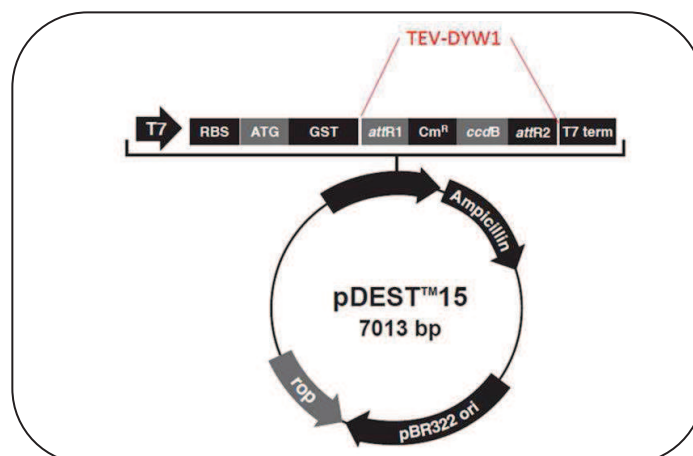 TEV-DYW1
T7 RBS ATG GST attR1 Cmᴿ ccdB attR2 T7 term
Ampicillin
pDEST™15
7013 bp
rop
pBR322 ori